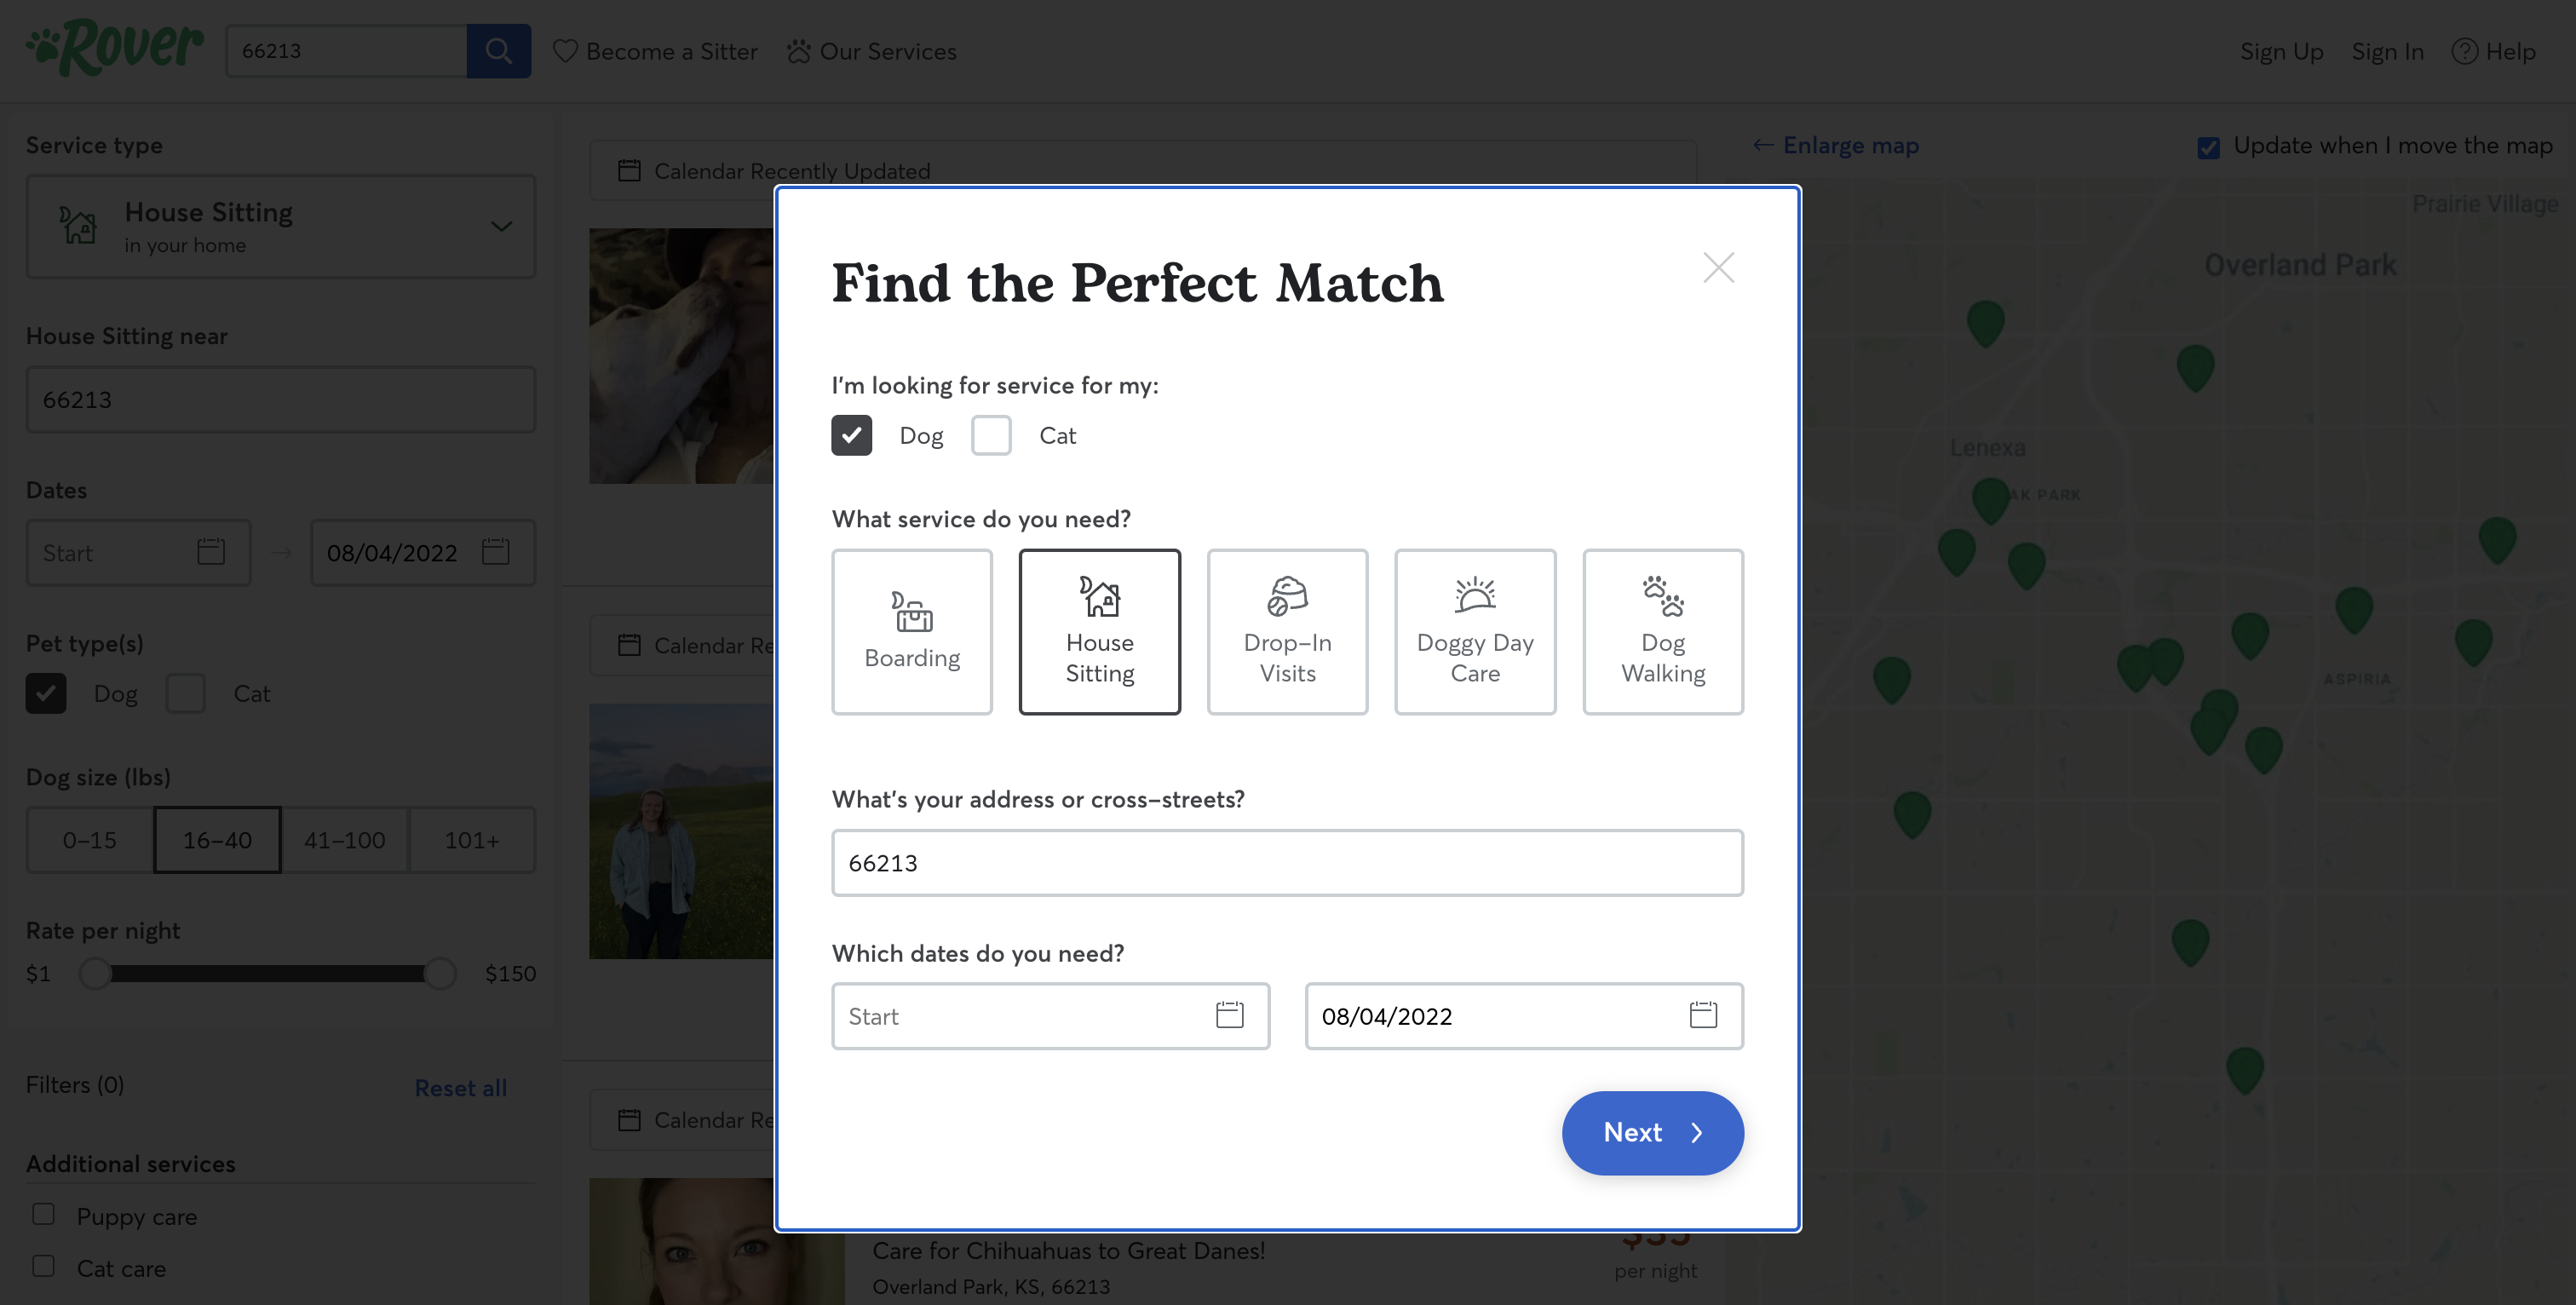 Rover
66213
Become a Sitter
Our Services
Sign Up
Sign In
Help
Service type
House Sitting
in your home
House Sitting near
66213
Dates
Start
08/04/2022
Pet type(s)
Dog
Cat
Dog size (lbs)
0–15
16–40
41–100
101+
Rate per night
$1
$150
Filters (0)
Reset all
Additional services
Puppy care
Cat care
Calendar Recently Updated
Calendar Re
Calendar Re
Care for Chihuahuas to Great Danes!
Overland Park, KS, 66213
$35
per night
Find the Perfect Match
I'm looking for service for my:
Dog
Cat
What service do you need?
Boarding
House
Sitting
Drop–In
Visits
Doggy Day
Care
Dog
Walking
What's your address or cross–streets?
66213
Which dates do you need?
Start
08/04/2022
Next
← Enlarge map
Update when I move the map
Prairie Village
Overland Park
Lenexa
AK PARK
ASPIRIA